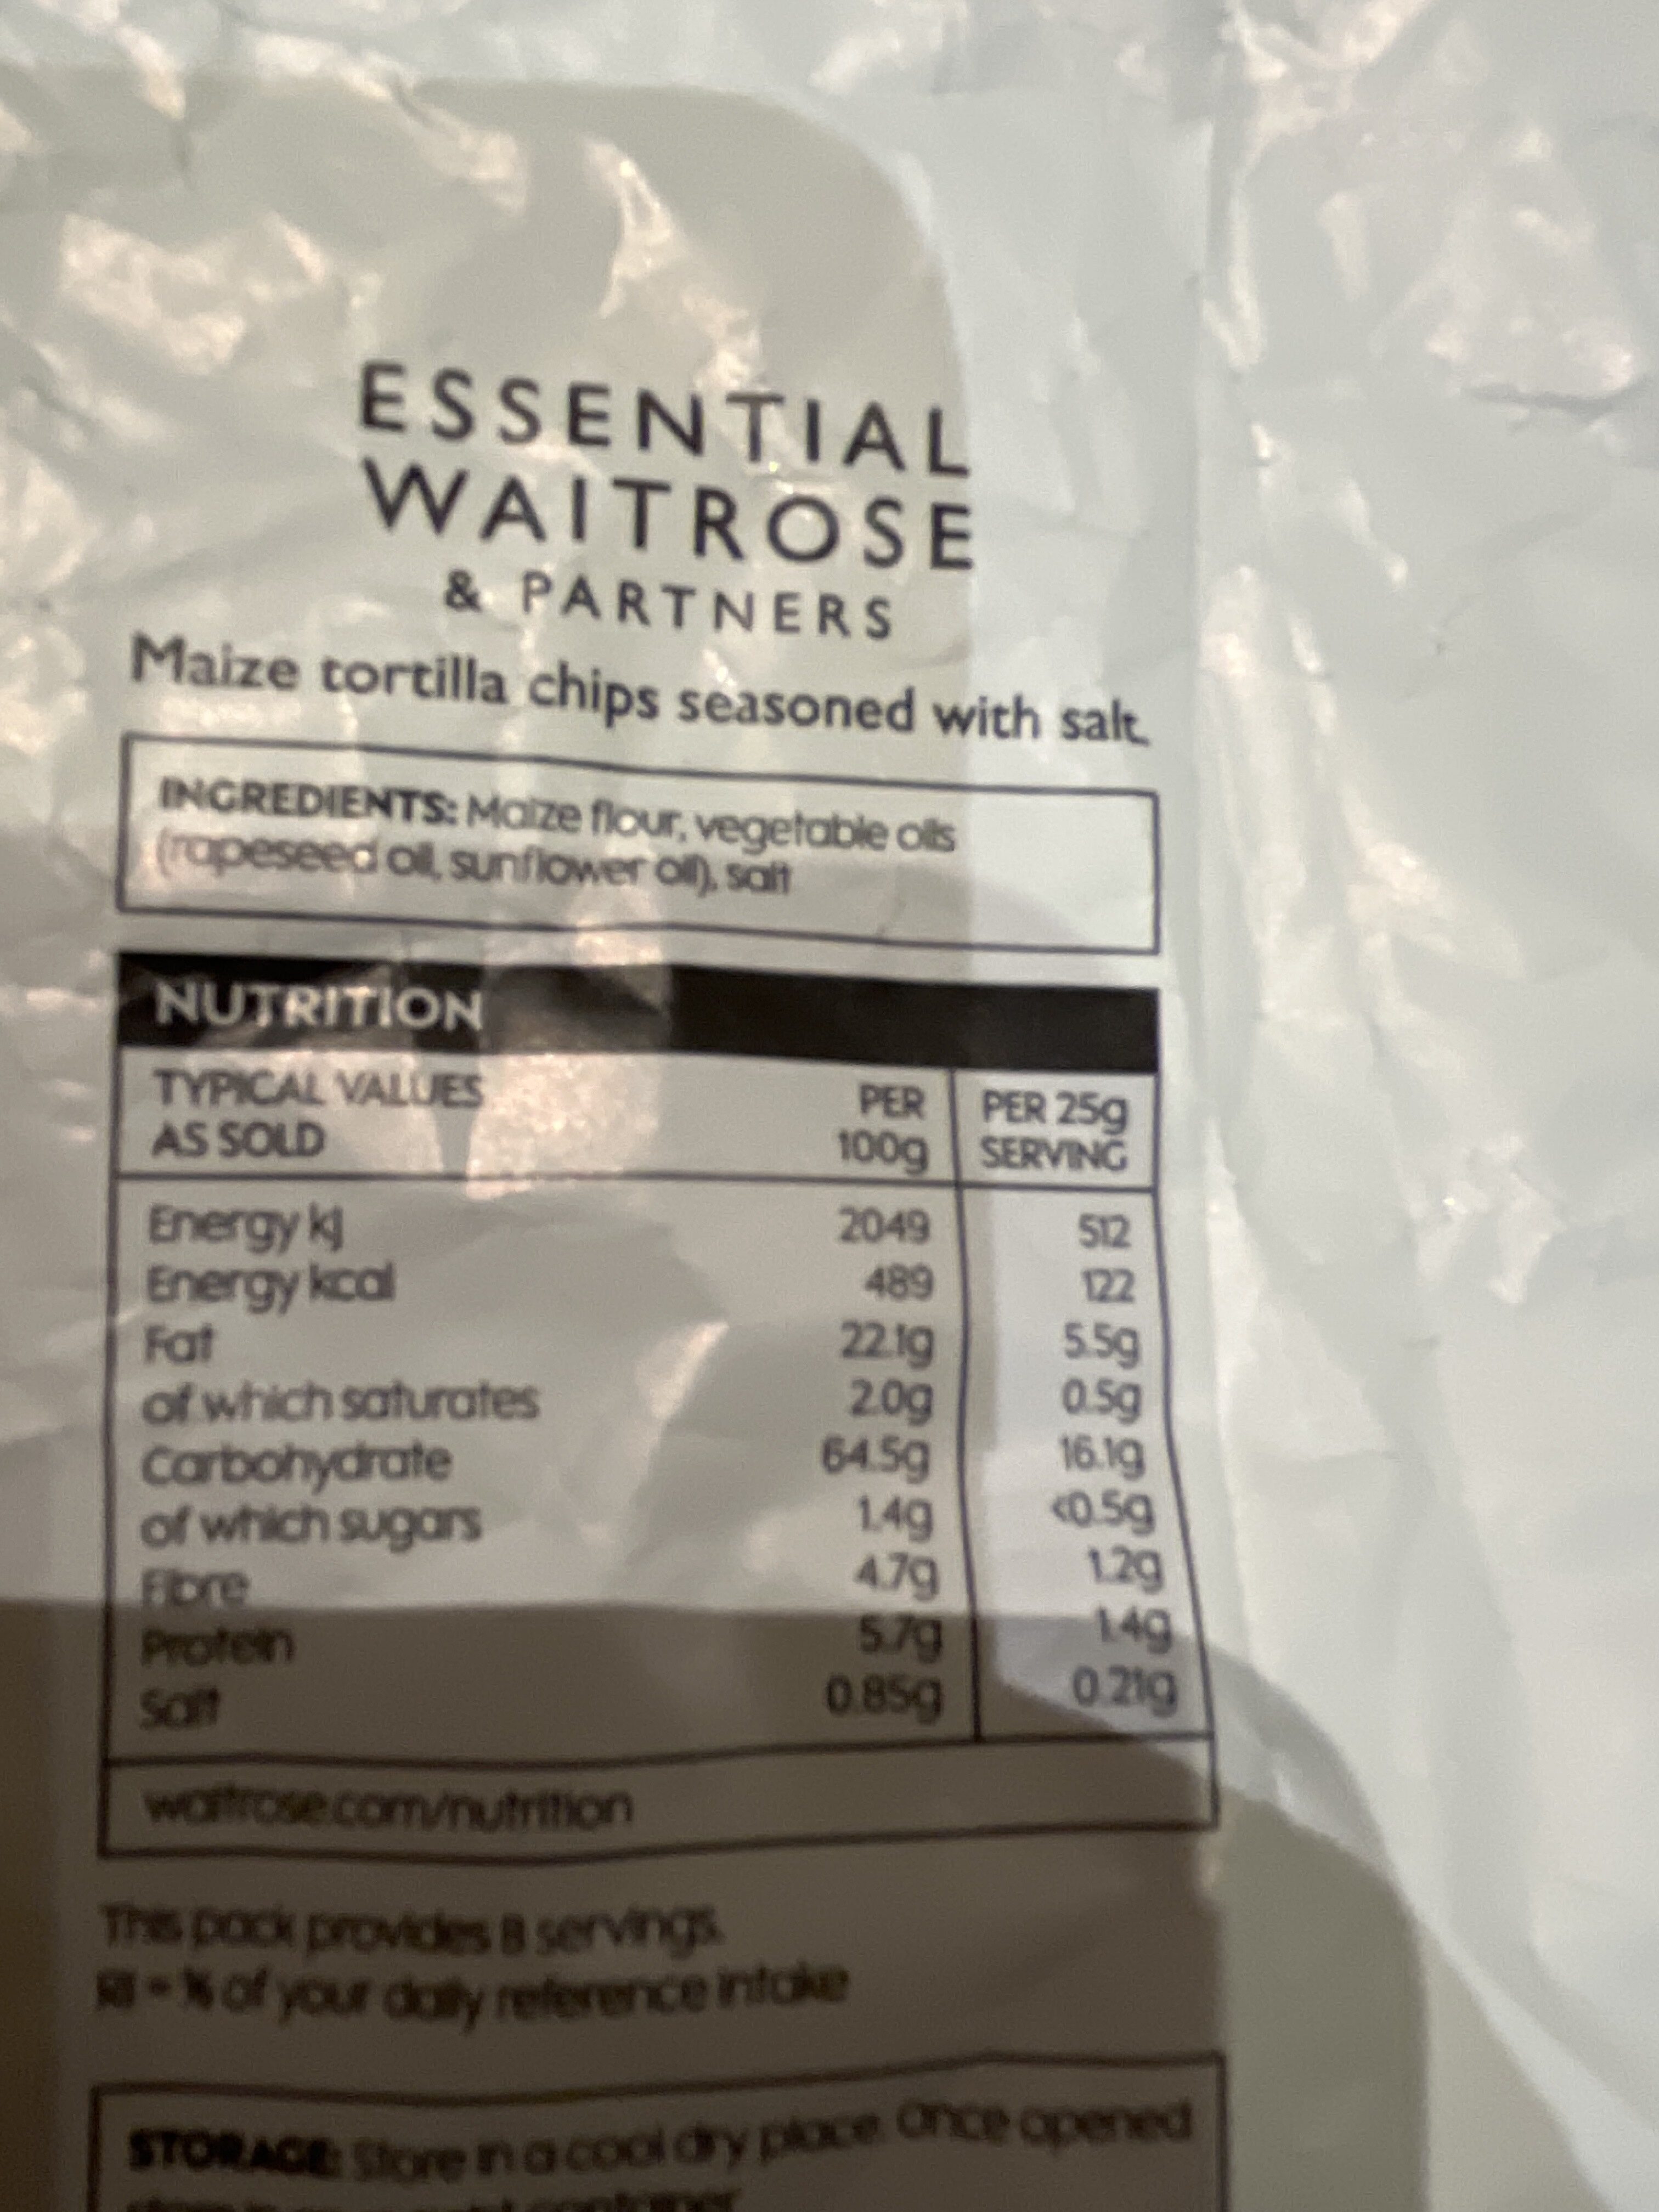 ESSENTIAL
WAITROSE
& PARTNERS
Maize tortilla chips seasoned with salt.
INGREDIENTS: Maize flour, vegetable oils
(rapeseed oil, sunflower oil), salt
NUTRITION
TYPICAL VALUES AS SOLD PER 100g PER 25g SERVING
Energy kJ 2049 512
Energy kcal 489 122
Fat 22.1g 5.5g
of which saturates 2.0g 0.5g
Carbohydrate 64.5g 16.1g
of which sugars 1.4g <0.5g
Fibre 4.7g 1.2g
Protein 5.7g 1.4g
Salt 0.85g 0.21g
waitrose.com/nutrition
This pack provides 8 servings.
RI = % of your daily reference intake
STORAGE: Store in a cool dry place. Once opened
container